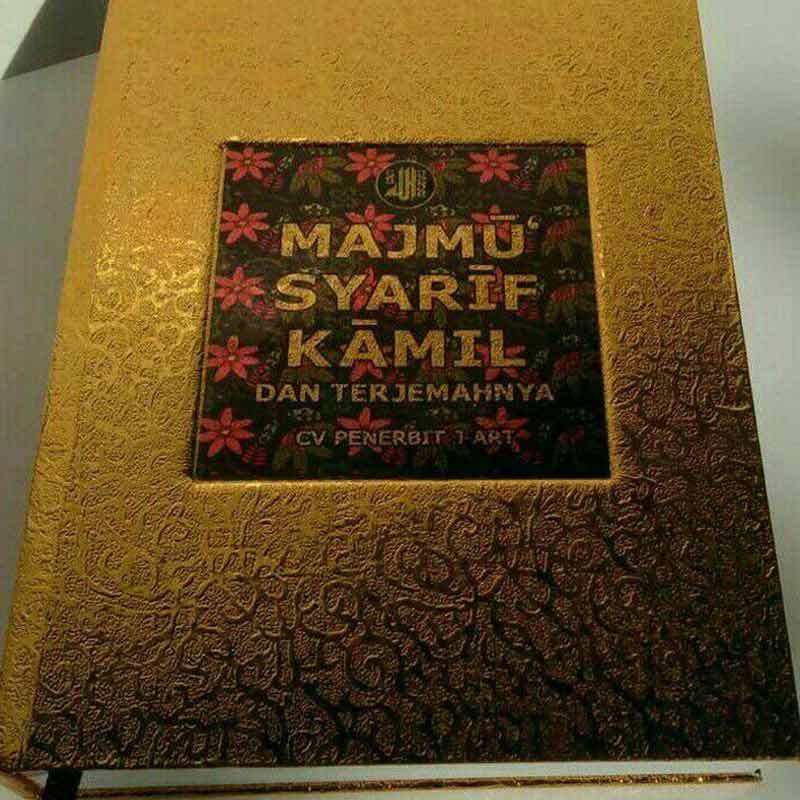 MAJMŪ‘
SYARĪF
KĀMIL
DAN TERJEMAHNYA
CV PENERBIT J-ART